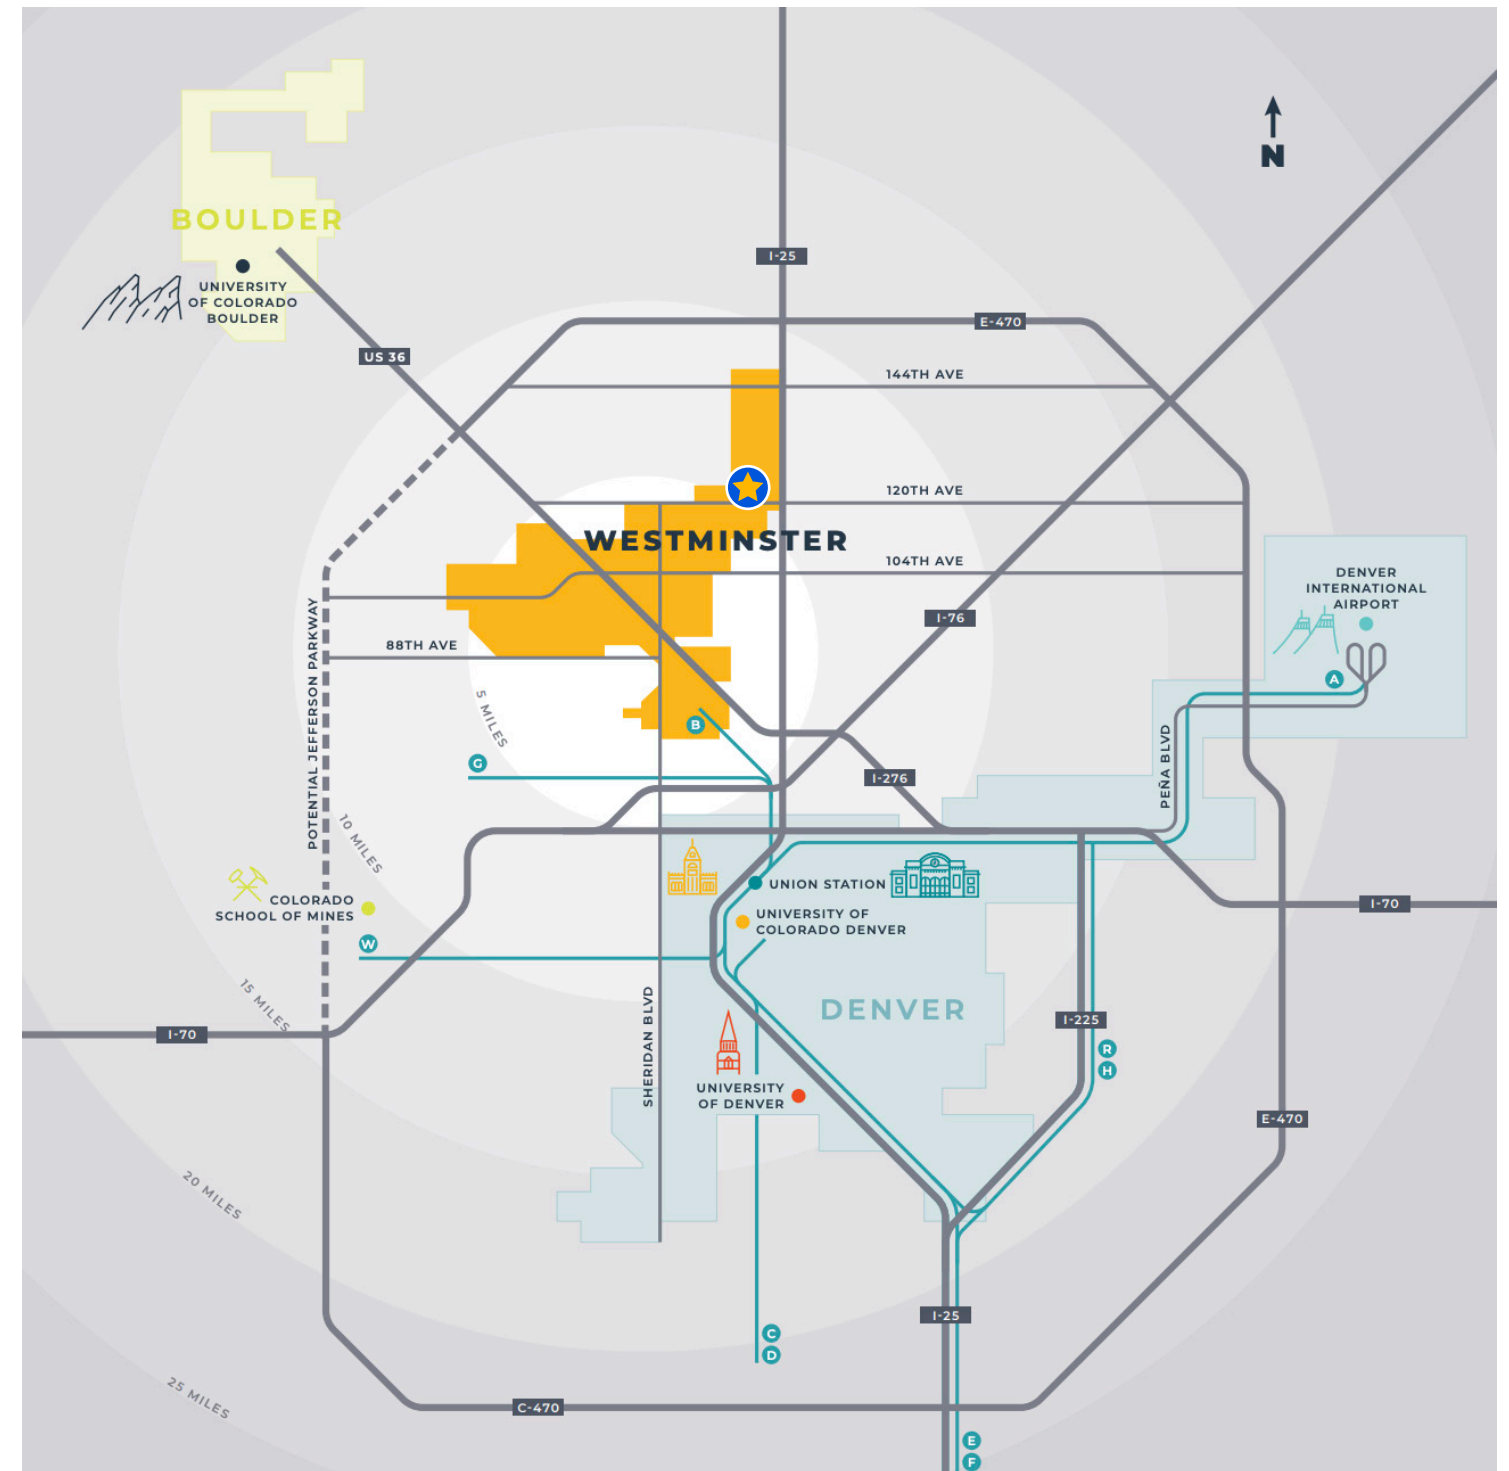 N
BOULDER
UNIVERSITY
OF COLORADO
BOULDER
I-25
E-470
US 36
144TH AVE
120TH AVE
WESTMINSTER
104TH AVE
DENVER
INTERNATIONAL
AIRPORT
I-76
88TH AVE
A
POTENTIAL JEFFERSON PARKWAY
5 MILES
B
PEÑA BLVD
G
I-276
10 MILES
UNION STATION
COLORADO
SCHOOL OF MINES
UNIVERSITY OF
COLORADO DENVER
I-70
W
15 MILES
DENVER
I-70
SHERIDAN BLVD
I-225
R
H
UNIVERSITY
OF DENVER
E-470
20 MILES
I-25
C
D
25 MILES
C-470
E
F